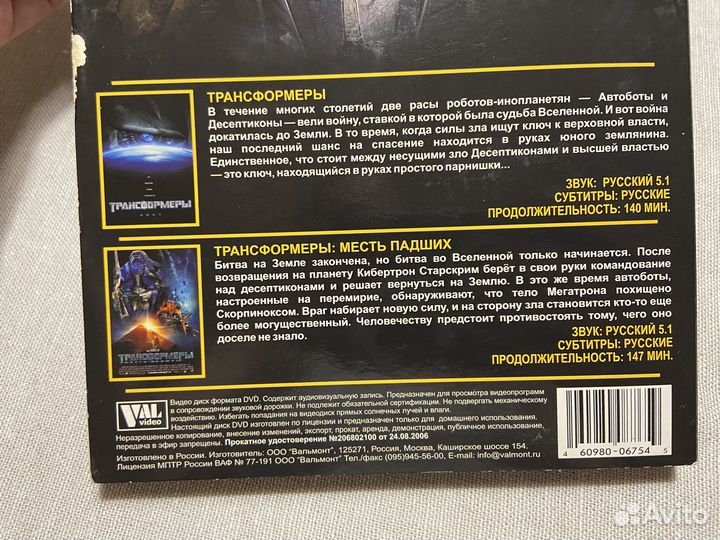 ТРАНСФОРМЕРЫ
В течение многих столетий две расы роботов-инопланетян — Автоботы и
Десептиконы — вели войну, ставкой в которой была судьба Вселенной. И вот война
докатилась до Земли. В то время, когда силы зла ищут ключ к верховной власти,
наш последний шанс на спасение находится в руках юного землянина.
Единственное, что стоит между несущими зло Десептиконами и высшей властью
— это ключ, находящийся в руках простого парнишки...
ЗВУК: РУССКИЙ 5.1
СУБТИТРЫ: РУССКИЕ
ПРОДОЛЖИТЕЛЬНОСТЬ: 140 МИН.
ТРАНСФОРМЕРЫ
ТРАНСФОРМЕРЫ: МЕСТЬ ПАДШИХ
Битва на Земле закончена, но битва во Вселенной только начинается. После
возвращения на планету Кибертрон Старскрим берёт в свои руки командование
над десептиконами и решает вернуться на Землю. В это же время автоботы,
настроенные на перемирие, обнаруживают, что тело Мегатрона похищено
Скорпиноксом. Враг набирает новую силу, и на сторону зла становится кто-то еще
более могущественный. Человечеству предстоит противостоять тому, чего оно
доселе не знало.
ЗВУК: РУССКИЙ 5.1
СУБТИТРЫ: РУССКИЕ
ПРОДОЛЖИТЕЛЬНОСТЬ: 147 МИН.
ТРАНСФОРМЕРЫ
VAL
video
Видео диск формата DVD. Содержит аудиовизуальную запись. Предназначен для просмотра видеопрограмм
в сопровождении звуковой дорожки. Не подлежит обязательной сертификации. Не подвергать механическому
воздействию. Избегать попадания на видеодиск прямых солнечных лучей и влаги.
Настоящий диск DVD изготовлен по лицензии и предназначен только для домашнего использования.
Неразрешенное копирование, внесение изменений, экспорт, прокат, аренда, демонстрация, публичное использование,
передача в эфир запрещены. Прокатное удостоверение №206802100 от 24.08.2006
Изготовлено в России. Изготовитель: ООО "Вальмонт", 125271, Россия, Москва, Каширское шоссе 154.
Лицензия МПТР России ВАФ № 77-191 ООО "Вальмонт" Тел./факс (095)945-56-00, E-mail: info@valmont.ru
4 60980 06754 5
Avito